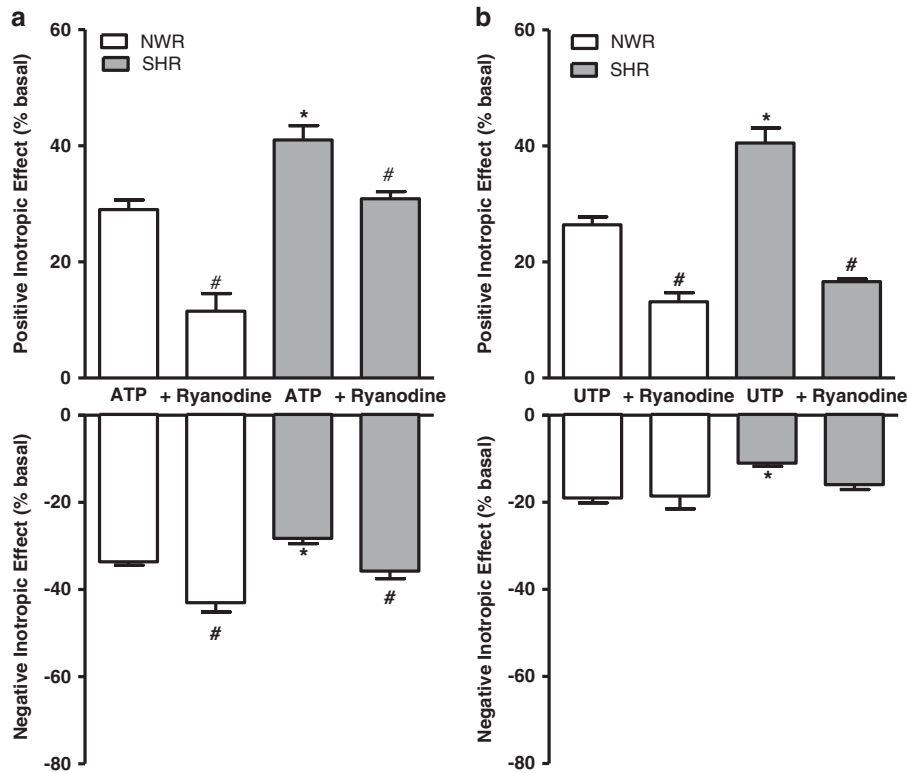 a
Positive Inotropic Effect (% basal)
60
40
20
0
NWR
SHR
*
#
#
ATP
+ Ryanodine
ATP
+ Ryanodine
Negative Inotropic Effect (% basal)
0
-20
-40
-60
-80
#
*
#
b
Positive Inotropic Effect (% basal)
60
40
20
0
NWR
SHR
*
#
#
UTP
+ Ryanodine
UTP
+ Ryanodine
Negative Inotropic Effect (% basal)
0
-20
-40
-60
-80
*